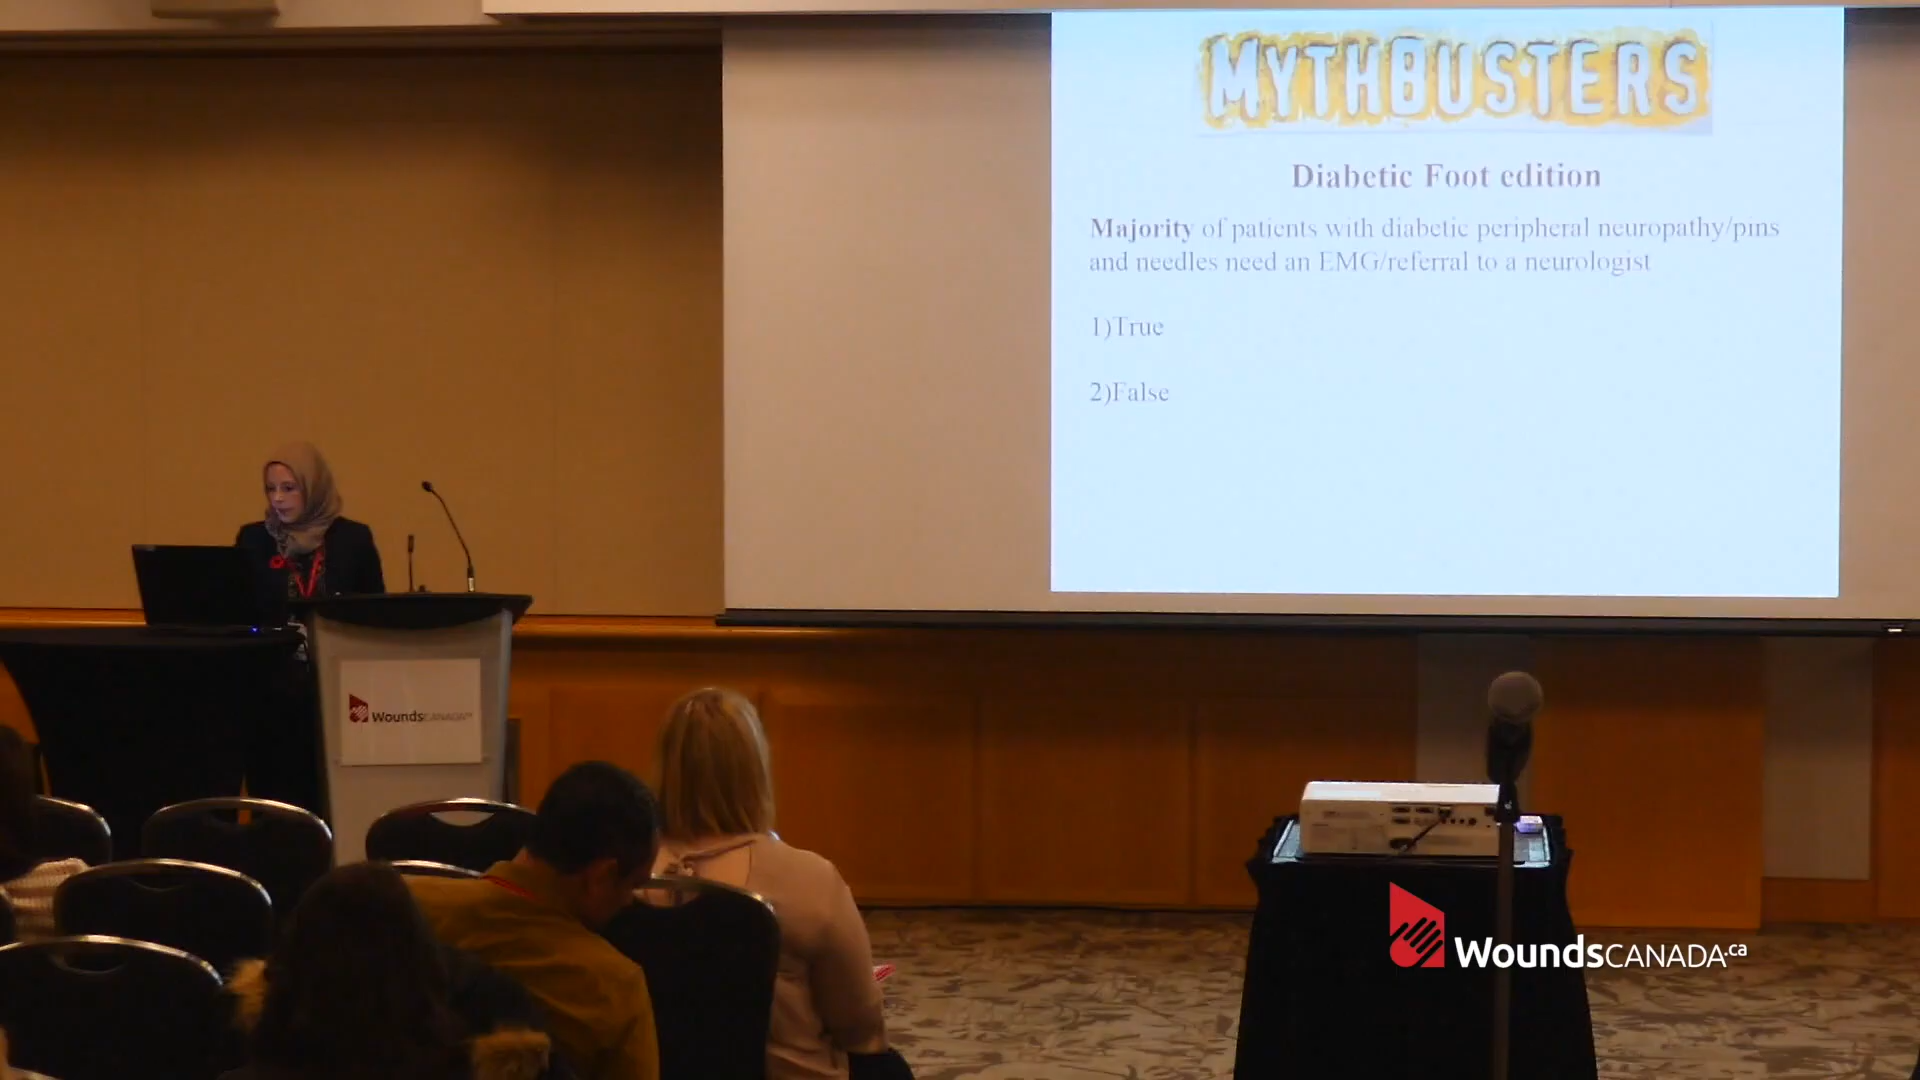 MYTHBUSTERS
Diabetic Foot edition
Majority of patients with diabetic peripheral neuropathy/pins
and needles need an EMG/referral to a neurologist
1)True
2)False
WoundsCANADA
WoundsCANADA.ca